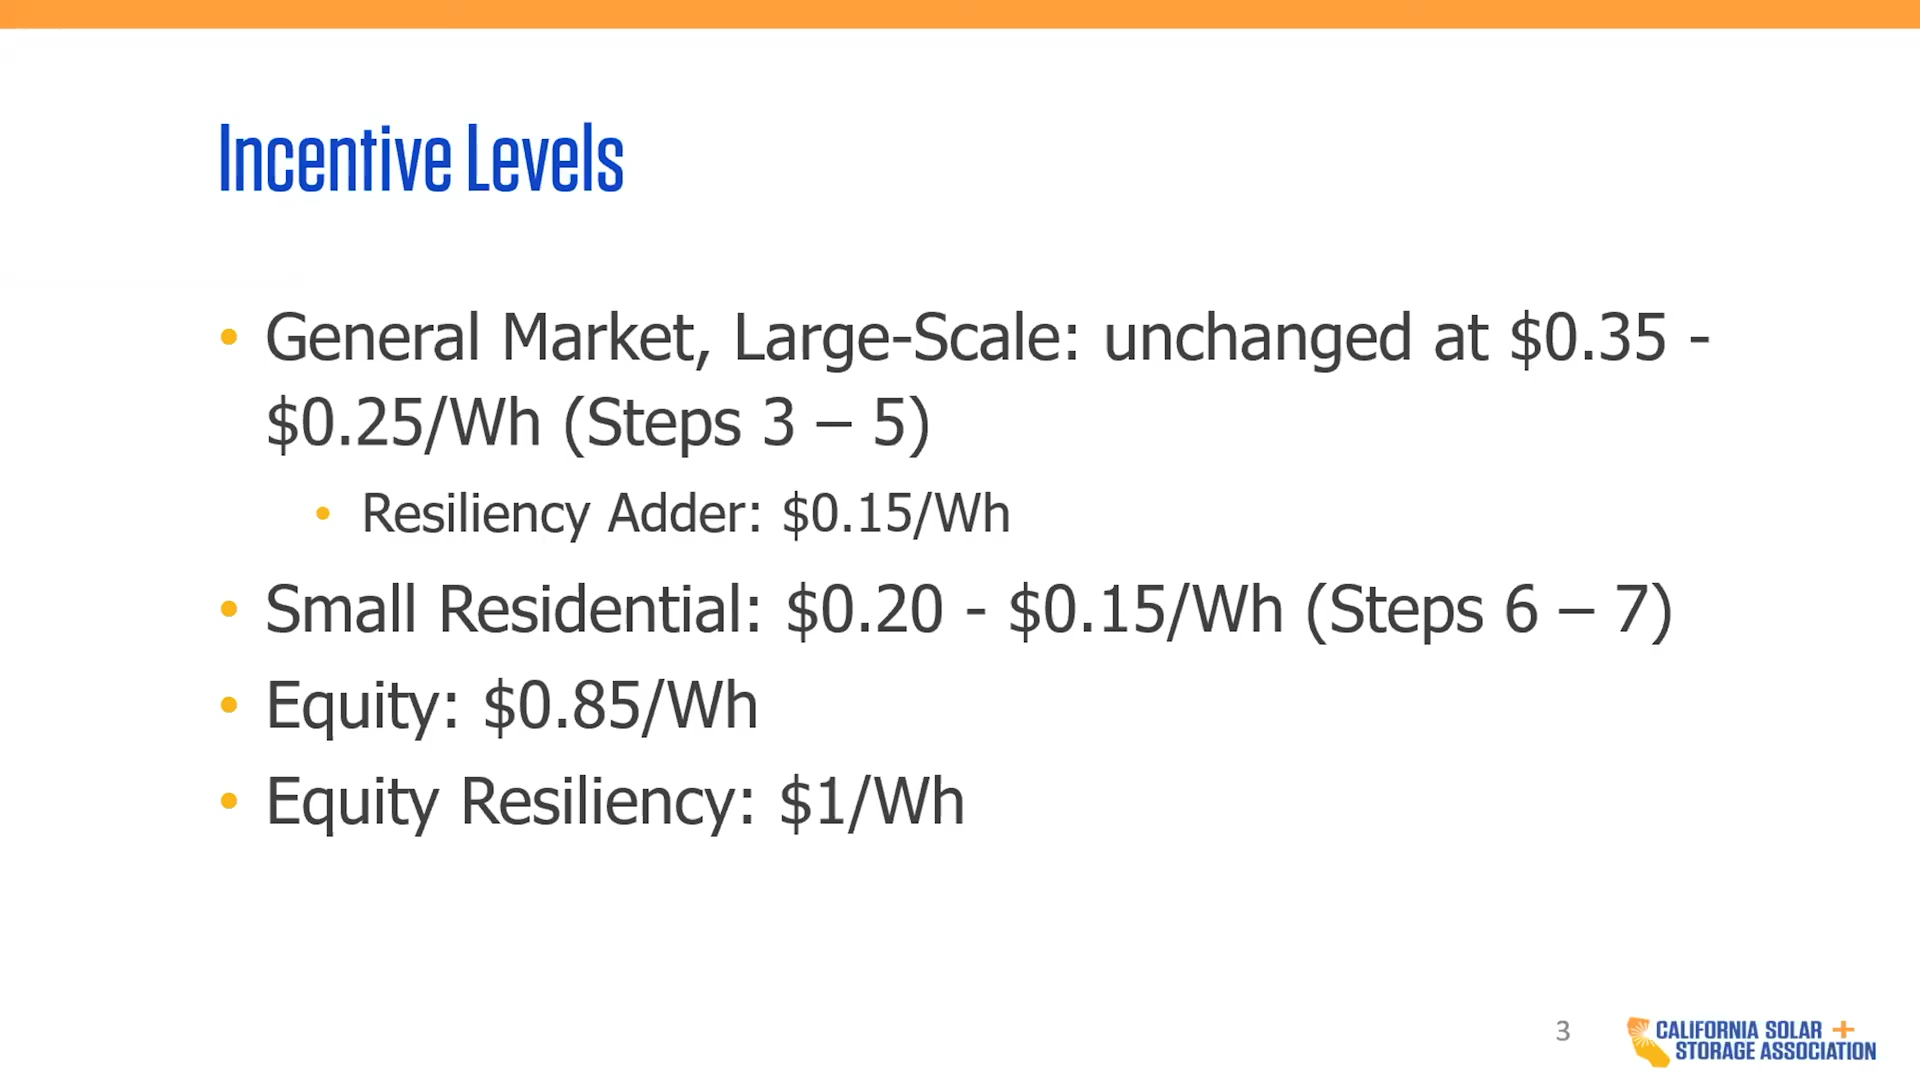 Incentive Levels
• General Market, Large-Scale: unchanged at $0.35 -
$0.25/Wh (Steps 3 – 5)
• Resiliency Adder: $0.15/Wh
• Small Residential: $0.20 - $0.15/Wh (Steps 6 – 7)
• Equity: $0.85/Wh
• Equity Resiliency: $1/Wh
3
CALIFORNIA SOLAR +
STORAGE ASSOCIATION